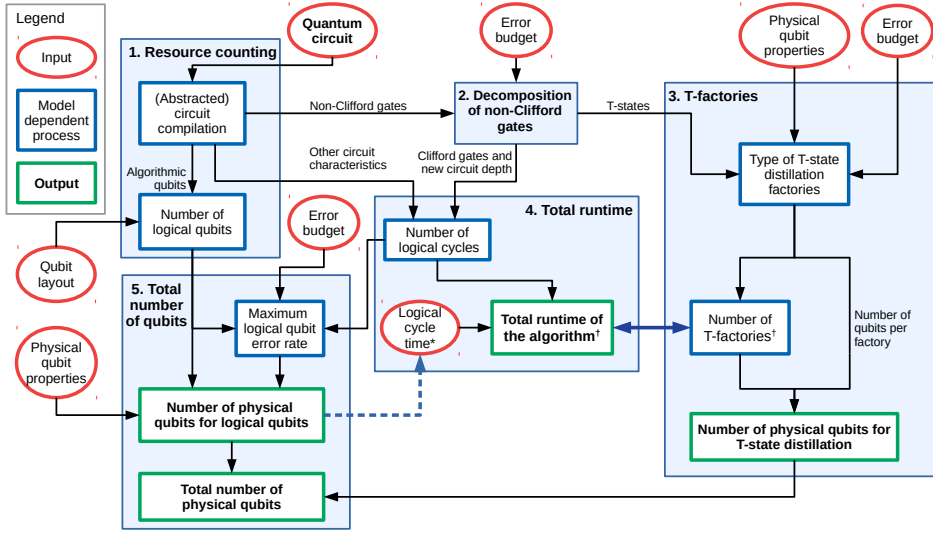 Legend
Input
Model
dependent
process
Output
Quantum
circuit
Error
budget
Physical
qubit
properties
Error
budget
1. Resource counting
(Abstracted)
circuit
compilation
Non-Clifford gates
2. Decomposition
of non-Clifford
gates
T-states
3. T-factories
Type of T-state
distillation
factories
Other circuit
characteristics
Clifford gates and
new circuit depth
Algorithmic
qubits
Number of
logical qubits
Qubit
layout
Error
budget
4. Total runtime
Number of
logical cycles
5. Total
number
of qubits
Maximum
logical qubit
error rate
Logical
cycle
time*
Total runtime
of the algorithm†
Number of
T-factories†
Number of
qubits per
factory
Physical
qubit
properties
Number of physical
qubits for logical qubits
Number of physical qubits for
T-state distillation
Total number of
physical qubits